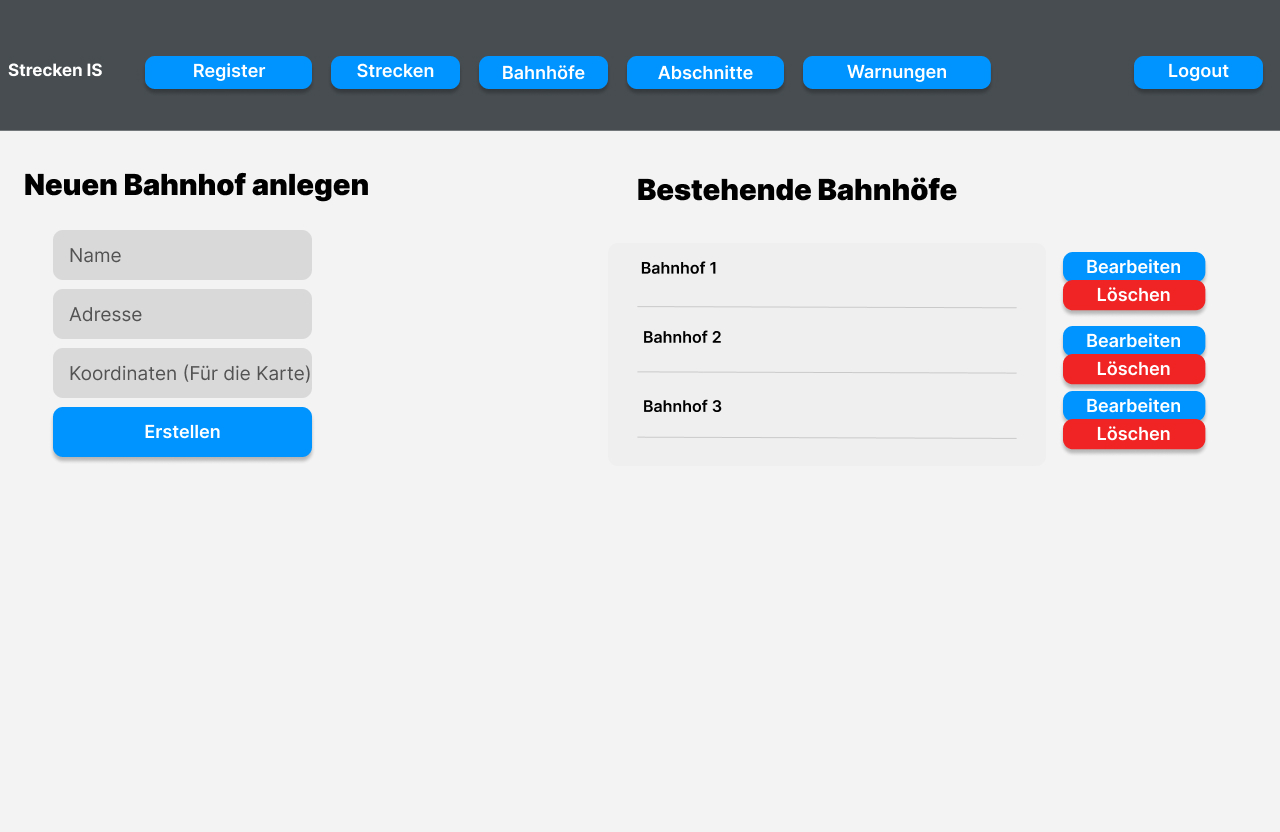 Strecken IS
Register
Strecken
Bahnhöfe
Abschnitte
Warnungen
Logout
Neuen Bahnhof anlegen
Name
Adresse
Koordinaten (Für die Karte)
Erstellen
Bestehende Bahnhöfe
Bahnhof 1
Bearbeiten
Löschen
Bahnhof 2
Bearbeiten
Löschen
Bahnhof 3
Bearbeiten
Löschen